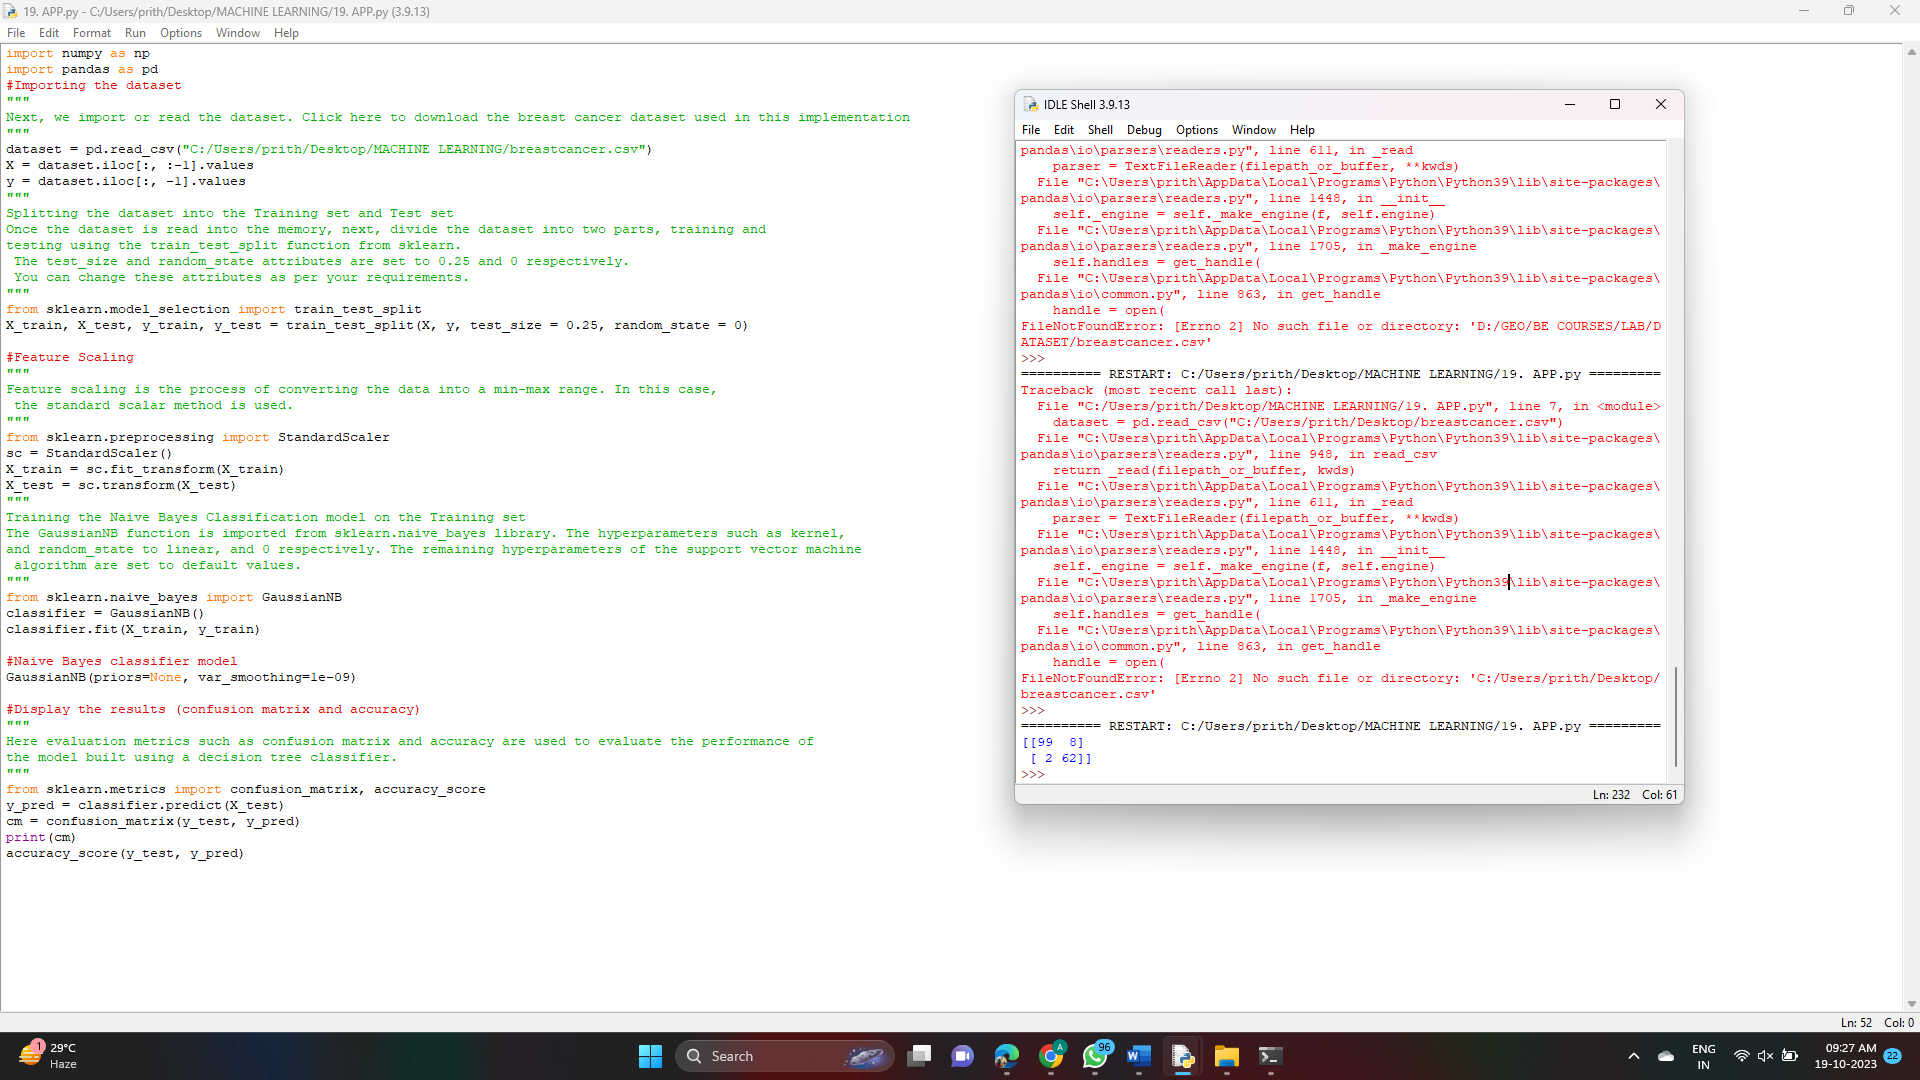 19. APP.py - C:/Users/prith/Desktop/MACHINE LEARNING/19. APP.py (3.9.13)
File Edit Format Run Options Window Help
import numpy as np
import pandas as pd
#Importing the dataset
"""
Next, we import or read the dataset. Click here to download the breast cancer dataset used in this implementation
"""
dataset = pd.read_csv("C:/Users/prith/Desktop/MACHINE LEARNING/breastcancer.csv")
X = dataset.iloc[:, :-1].values
y = dataset.iloc[:, -1].values
"""
Splitting the dataset into the Training set and Test set
Once the dataset is read into the memory, next, divide the dataset into two parts, training and
testing using the train_test_split function from sklearn.
 The test_size and random_state attributes are set to 0.25 and 0 respectively.
 You can change these attributes as per your requirements.
"""
from sklearn.model_selection import train_test_split
X_train, X_test, y_train, y_test = train_test_split(X, y, test_size = 0.25, random_state = 0)
#Feature Scaling
"""
Feature scaling is the process of converting the data into a min-max range. In this case,
 the standard scalar method is used.
"""
from sklearn.preprocessing import StandardScaler
sc = StandardScaler()
X_train = sc.fit_transform(X_train)
X_test = sc.transform(X_test)
"""
Training the Naive Bayes Classification model on the Training set
The GaussianNB function is imported from sklearn.naive_bayes library. The hyperparameters such as kernel,
and random_state to linear, and 0 respectively. The remaining hyperparameters of the support vector machine
 algorithm are set to default values.
"""
from sklearn.naive_bayes import GaussianNB
classifier = GaussianNB()
classifier.fit(X_train, y_train)
#Naive Bayes classifier model
GaussianNB(priors=None, var_smoothing=1e-09)
#Display the results (confusion matrix and accuracy)
"""
Here evaluation metrics such as confusion matrix and accuracy are used to evaluate the performance of
the model built using a decision tree classifier.
"""
from sklearn.metrics import confusion_matrix, accuracy_score
y_pred = classifier.predict(X_test)
cm = confusion_matrix(y_test, y_pred)
print(cm)
accuracy_score(y_test, y_pred)
IDLE Shell 3.9.13
File Edit Shell Debug Options Window Help
pandas\io\parsers\readers.py", line 611, in _read
    parser = TextFileReader(filepath_or_buffer, **kwds)
  File "C:\Users\prith\AppData\Local\Programs\Python\Python39\lib\site-packages\
pandas\io\parsers\readers.py", line 1448, in __init__
    self._engine = self._make_engine(f, self.engine)
  File "C:\Users\prith\AppData\Local\Programs\Python\Python39\lib\site-packages\
pandas\io\parsers\readers.py", line 1705, in _make_engine
    self.handles = get_handle(
  File "C:\Users\prith\AppData\Local\Programs\Python\Python39\lib\site-packages\
pandas\io\common.py", line 863, in get_handle
    handle = open(
FileNotFoundError: [Errno 2] No such file or directory: 'D:/GEO/BE COURSES/LAB/D
ATASET/breastcancer.csv'
>>>
========== RESTART: C:/Users/prith/Desktop/MACHINE LEARNING/19. APP.py =========
Traceback (most recent call last):
  File "C:/Users/prith/Desktop/MACHINE LEARNING/19. APP.py", line 7, in <module>
    dataset = pd.read_csv("C:/Users/prith/Desktop/breastcancer.csv")
  File "C:\Users\prith\AppData\Local\Programs\Python\Python39\lib\site-packages\
pandas\io\parsers\readers.py", line 948, in read_csv
    return _read(filepath_or_buffer, kwds)
  File "C:\Users\prith\AppData\Local\Programs\Python\Python39\lib\site-packages\
pandas\io\parsers\readers.py", line 611, in _read
    parser = TextFileReader(filepath_or_buffer, **kwds)
  File "C:\Users\prith\AppData\Local\Programs\Python\Python39\lib\site-packages\
pandas\io\parsers\readers.py", line 1448, in __init__
    self._engine = self._make_engine(f, self.engine)
  File "C:\Users\prith\AppData\Local\Programs\Python\Python39\lib\site-packages\
pandas\io\parsers\readers.py", line 1705, in _make_engine
    self.handles = get_handle(
  File "C:\Users\prith\AppData\Local\Programs\Python\Python39\lib\site-packages\
pandas\io\common.py", line 863, in get_handle
    handle = open(
FileNotFoundError: [Errno 2] No such file or directory: 'C:/Users/prith/Desktop/
breastcancer.csv'
>>>
========== RESTART: C:/Users/prith/Desktop/MACHINE LEARNING/19. APP.py =========
[[99  8]
 [ 2 62]]
>>>
Ln: 232 Col: 61
Ln: 52 Col: 0
1
29°C
Haze
Search
A
96
W
ENG
IN
09:27 AM
19-10-2023
22